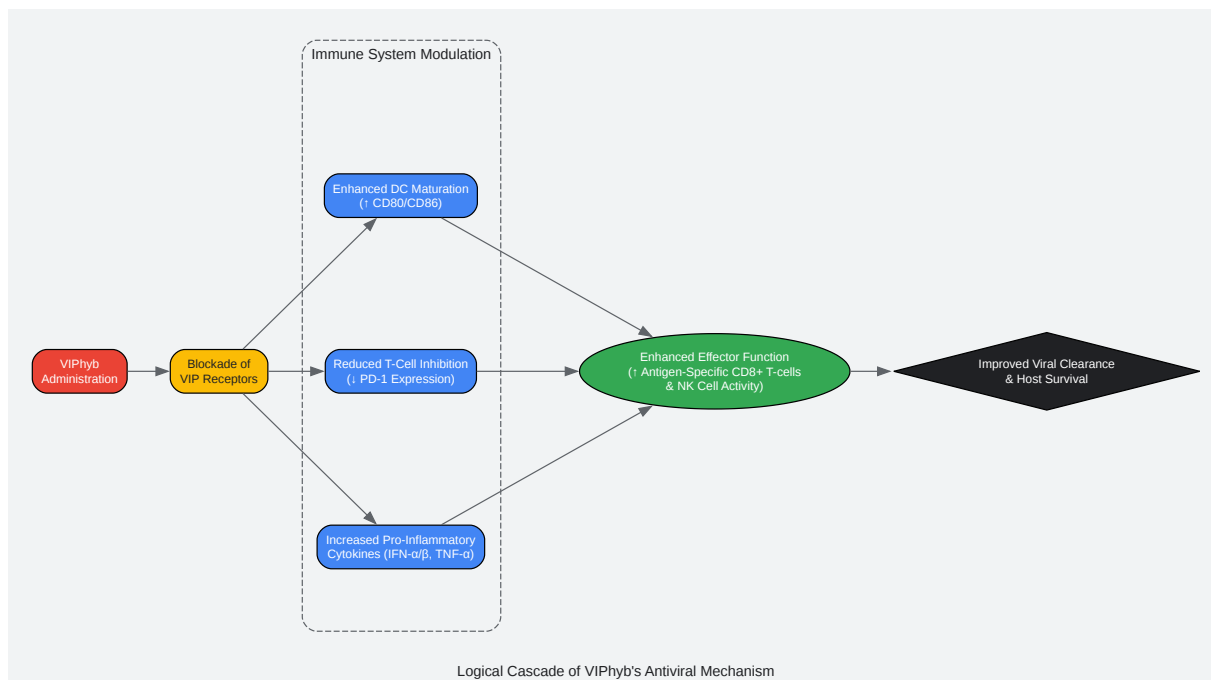 Immune System Modulation
Enhanced DC Maturation
(↑ CD80/CD86)
VIPhyb
Administration
Blockade of
VIP Receptors
Reduced T-Cell Inhibition
(↓ PD-1 Expression)
Increased Pro-Inflammatory
Cytokines (IFN-α/β, TNF-α)
Enhanced Effector Function
(↑ Antigen-Specific CD8+ T-cells
& NK Cell Activity)
Improved Viral Clearance
& Host Survival
Logical Cascade of VIPhyb's Antiviral Mechanism